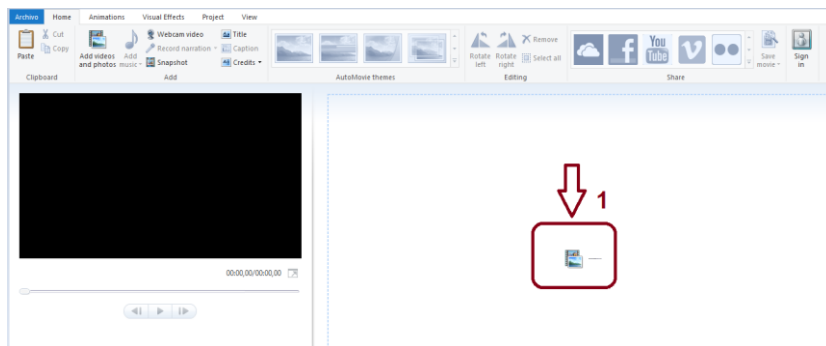 Archivo Home Animations Visual Effects Project View
Paste
Cut
Copy
Clipboard
Add videos
and photos
Add
music
Webcam video
Record narration
Snapshot
Title
Caption
Credits
Add
AutoMovie themes
Rotate
left
Rotate
right
Remove
Select all
Editing
f
You
Tube
v
Save
movie
Share
Sign
in
00:00,00/00:00,00
1